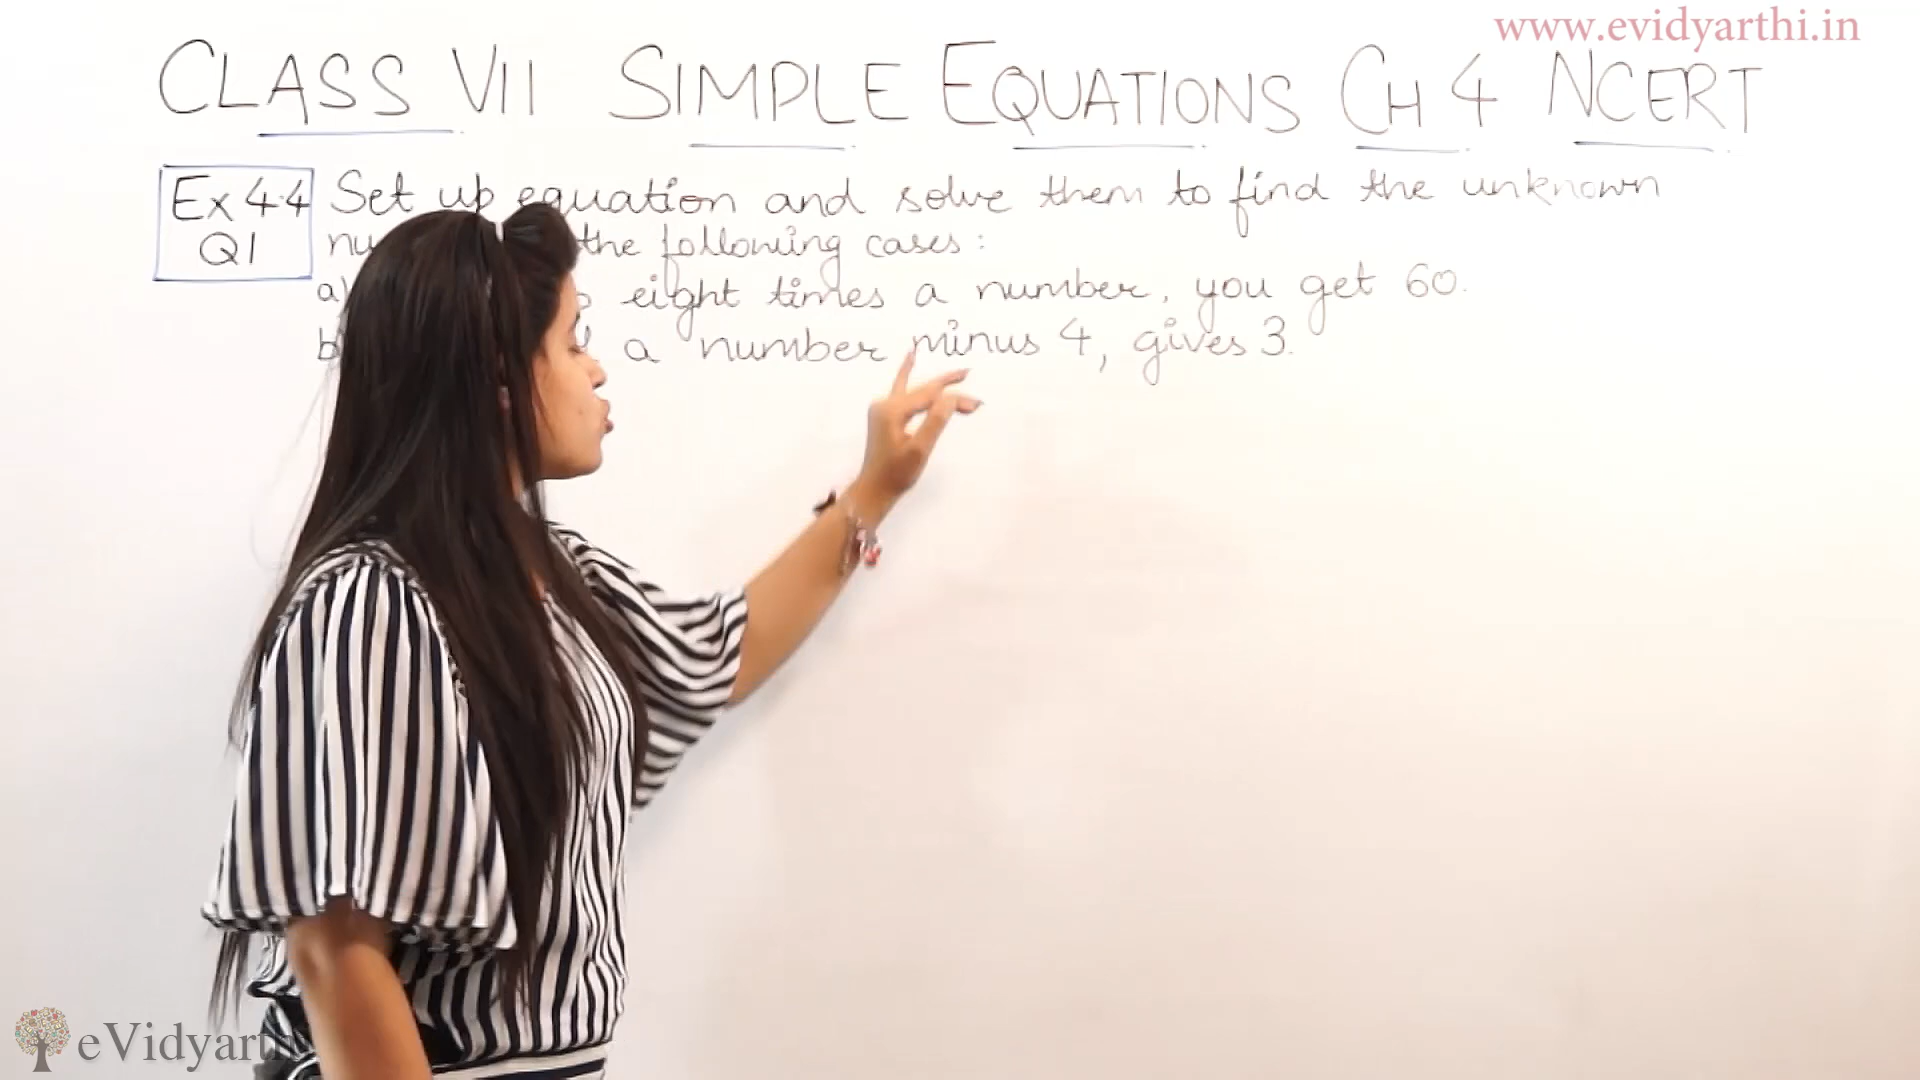 www.evidyarthi.in
CLASS VII SIMPLE EQUATIONS CH 4 NCERT
Ex 4.4 Set up equation and solve them to find the unknown
Q1 the following cases:
a) eight times a number, you get 60.
a number minus 4, gives 3.
eVidyarthi